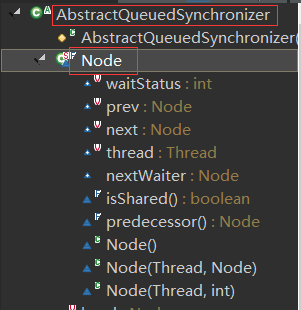 AbstractQueuedSynchronizer
AbstractQueuedSynchronizer(
Node
waitStatus : int
prev : Node
next : Node
thread : Thread
nextWaiter : Node
isShared() : boolean
predecessor() : Node
Node()
Node(Thread, Node)
Node(Thread, int)